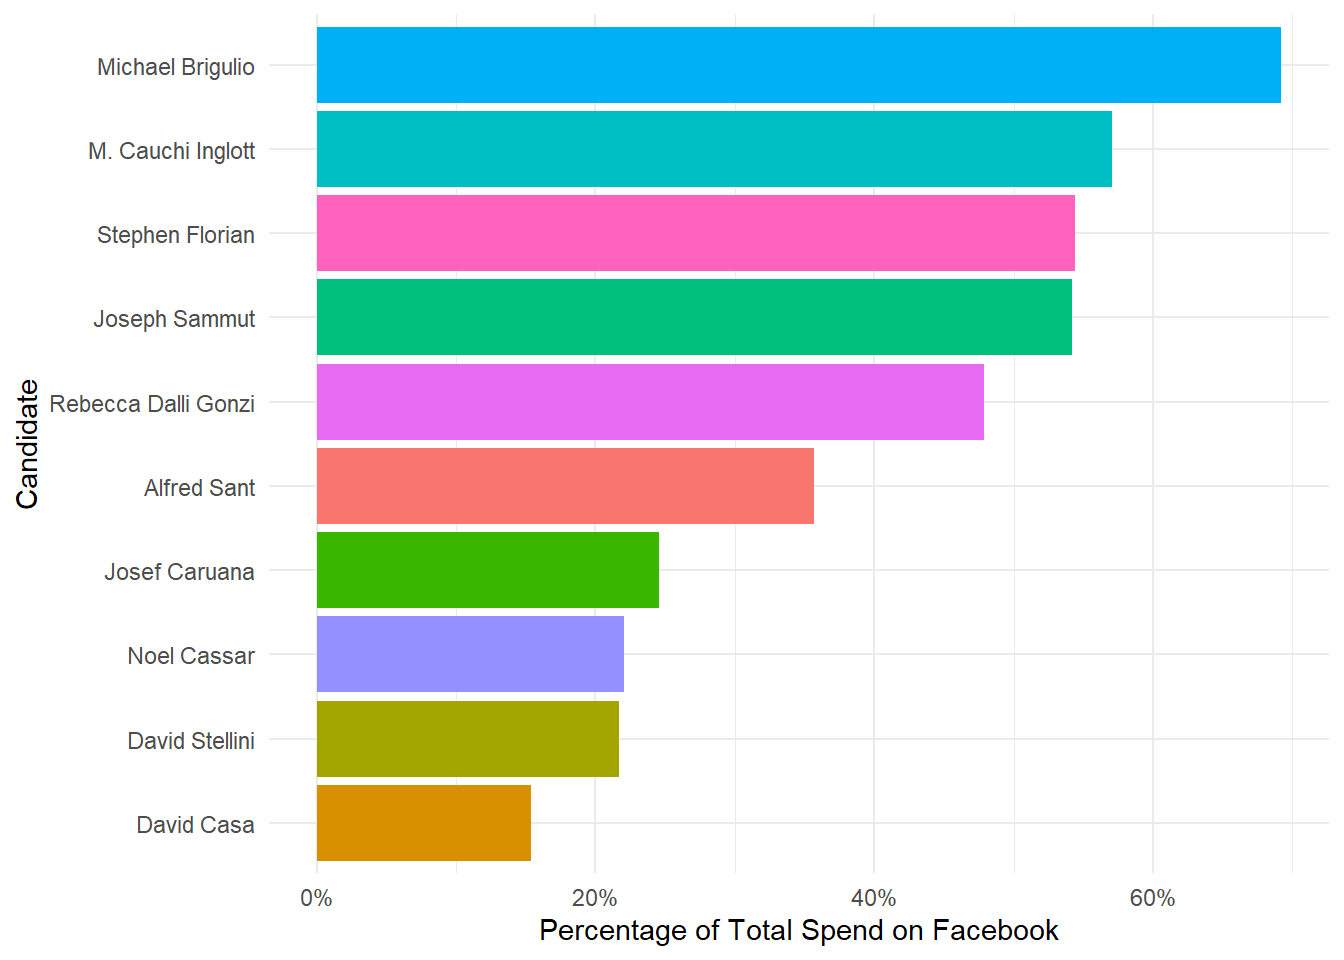 Michael Brigulio
M. Cauchi Inglott
Stephen Florian
Joseph Sammut
Rebecca Dalli Gonzi
Alfred Sant
Josef Caruana
Noel Cassar
David Stellini
David Casa
Candidate
0% 20% 40% 60%
Percentage of Total Spend on Facebook